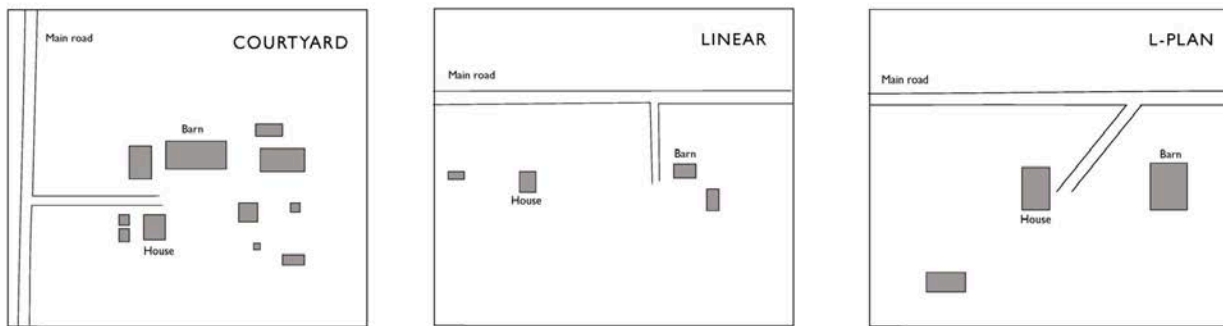 COURTYARD
Main road
Barn
House
LINEAR
Main road
Barn
House
L-PLAN
Main road
Barn
House